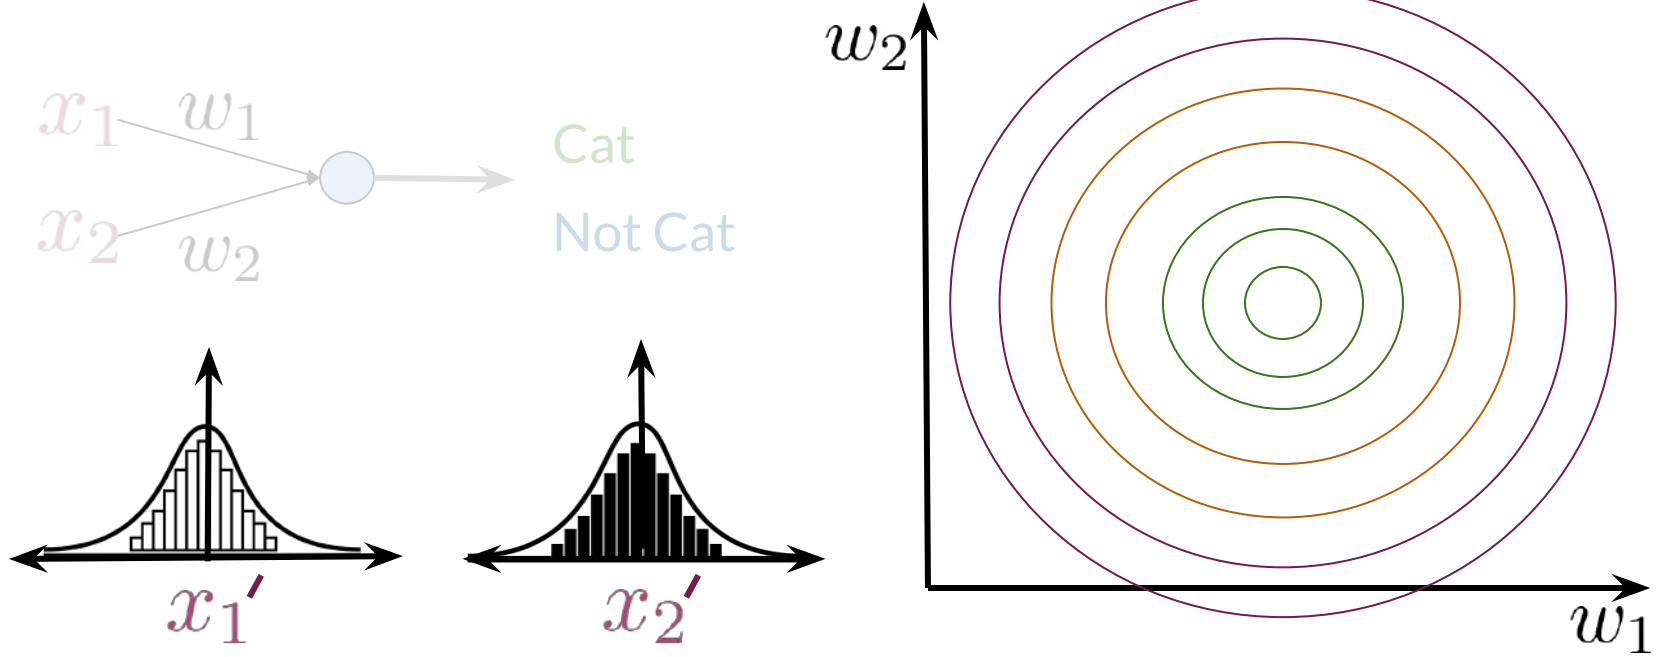 x₁ w₁
Cat
x₂ w₂
Not Cat
x₁′
x₂′
w₂
w₁